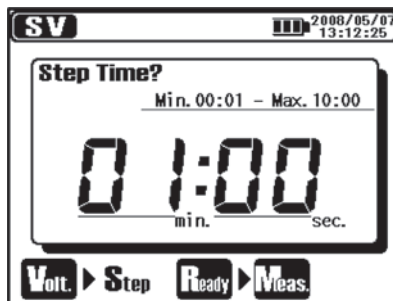 SV 2008/05/07
13:12:25
Step Time?
Min. 00:01 - Max. 10:00
01:00
min. sec.
Volt. Step Ready Meas.